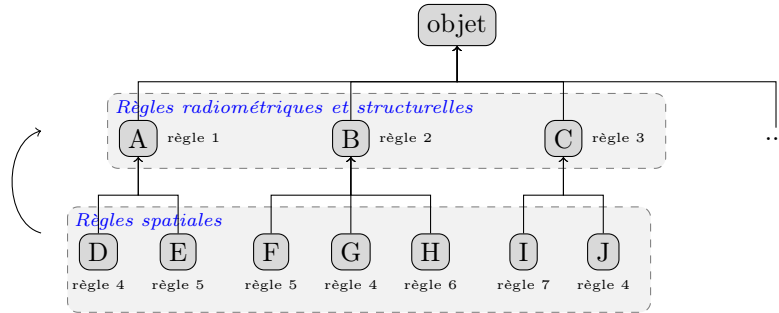 objet
Règles radiométriques et structurelles
A règle 1 B règle 2 C règle 3 ..
Règles spatiales
D E F G H I J
règle 4 règle 5 règle 5 règle 4 règle 6 règle 7 règle 4